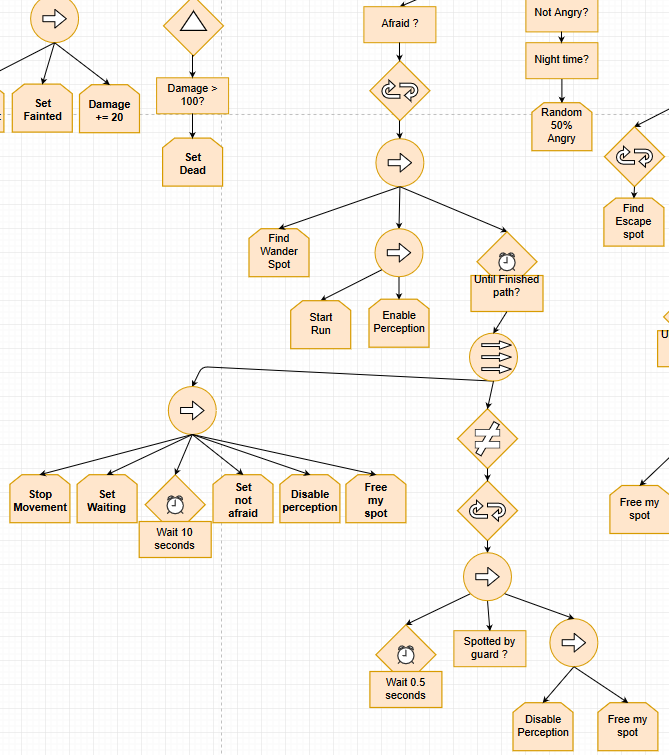 Not Angry?
Afraid ?
Night time?
Damage >
100?
Set
Fainted
Damage
+= 20
Random
50%
Angry
Set
Dead
Find
Escape
spot
Find
Wander
Spot
Until Finished
path?
Start
Run
Enable
Perception
Stop
Movement
Set
Waiting
Wait 10
seconds
Set
not
afraid
Disable
perception
Free
my
spot
Free my
spot
Spotted by
guard ?
Wait 0.5
seconds
Disable
Perception
Free my
spot